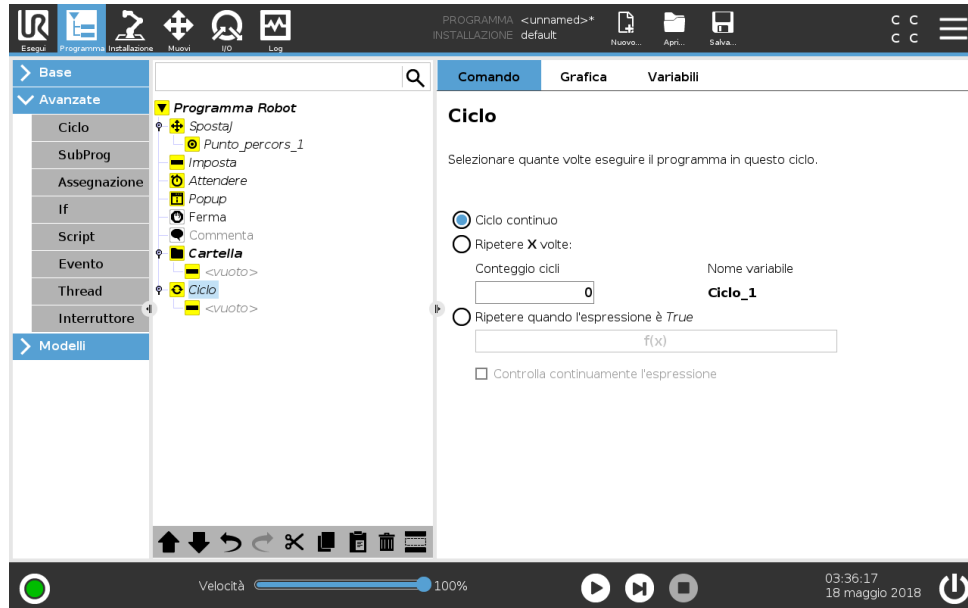 PROGRAMMA <unnamed>*
INSTALLAZIONE default
Esegui Programma Installazione Muovi I/O Log Nuovo... Apri... Salva...
C C
C C
Base
Avanzate
Ciclo
SubProg
Assegnazione
If
Script
Evento
Thread
Interruttore
Modelli
Programma Robot
SpostaJ
Punto_percors_1
Imposta
Attendere
Popup
Ferma
Commenta
Cartella
<vuoto>
Ciclo
<vuoto>
Comando Grafica Variabili
Ciclo
Selezionare quante volte eseguire il programma in questo ciclo.
Ciclo continuo
Ripetere X volte:
Conteggio cicli Nome variabile
0 Ciclo_1
Ripetere quando l'espressione è True
f(x)
Controlla continuamente l'espressione
Velocità 100%
03:36:17
18 maggio 2018